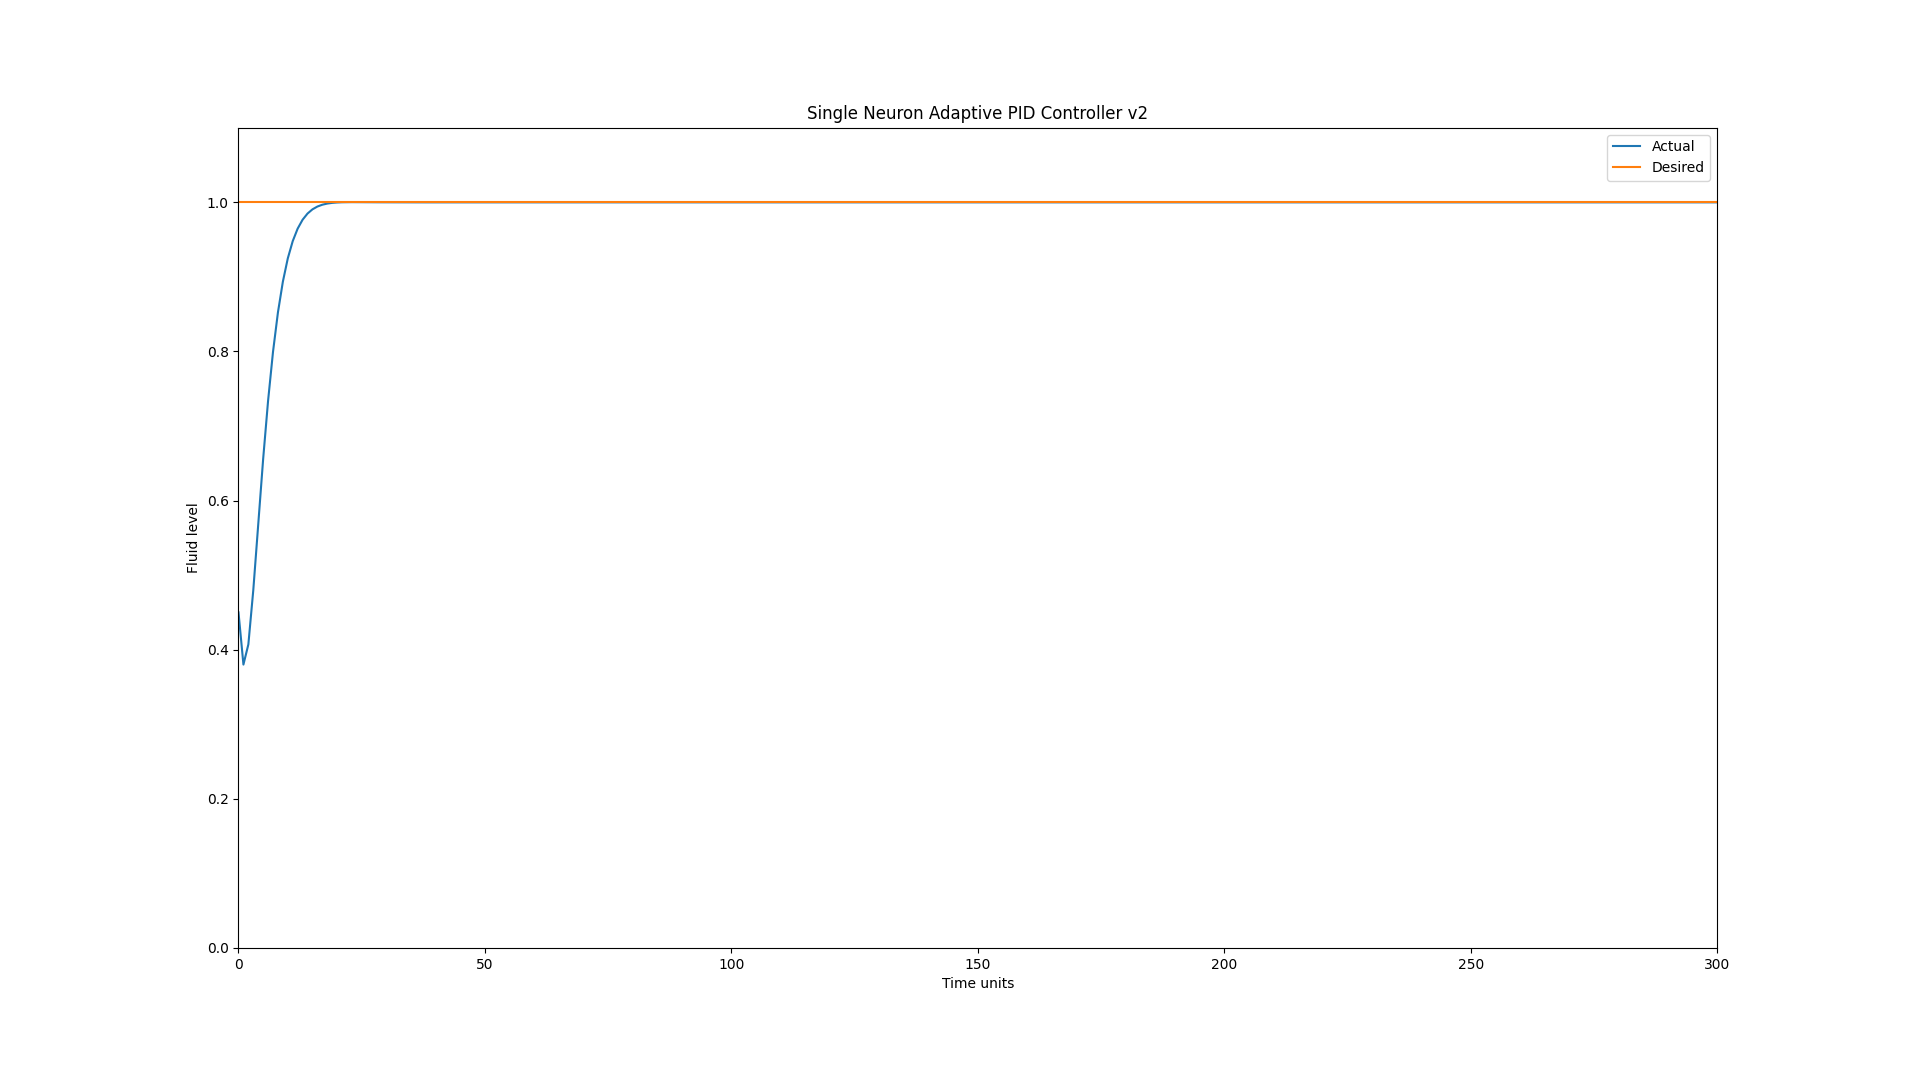 Single Neuron Adaptive PID Controller v2
Actual
Desired
1.0
0.8
0.6
0.4
0.2
0.0
Fluid level
0 50 100 150 200 250 300
Time units